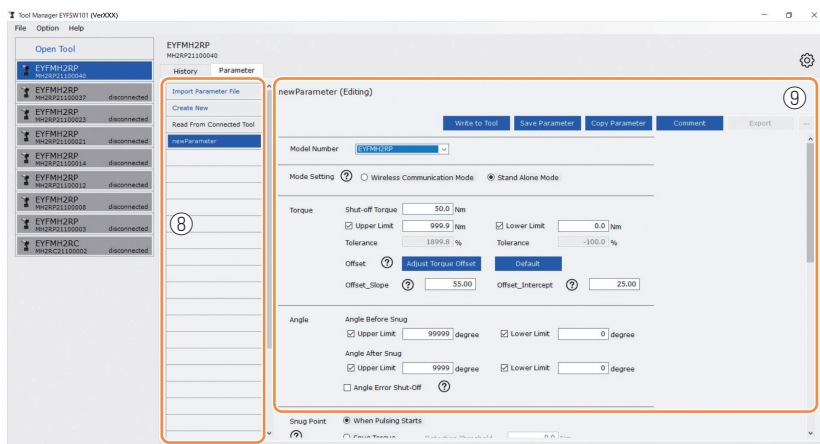 Tool Manager EYFSW101 (VerXXX)
File Option Help
Open Tool
EYFMH2RP
MH2RP21100040
EYFMH2RP
MH2RP21100037 disconnected
EYFMH2RP
MH2RP21100023 disconnected
EYFMH2RP
MH2RP21100021 disconnected
EYFMH2RP
MH2RP21100014 disconnected
EYFMH2RP
MH2RP21100012 disconnected
EYFMH2RP
MH2RP21100008 disconnected
EYFMH2RP
MH2RP21100003 disconnected
EYFMH2RC
MH2RC21100002 disconnected
EYFMH2RP
MH2RP21100040
History Parameter
Import Parameter File
Create New
Read From Connected Tool
newParameter
⑧
newParameter (Editing)
⑨
Write to Tool Save Parameter Copy Parameter Comment Export ...
Model Number EYFMH2RP
Mode Setting ? Wireless Communication Mode Stand Alone Mode
Torque Shut-off Torque 50.0 Nm
Upper Limit 999.9 Nm Lower Limit 0.0 Nm
Tolerance 1899.8 % Tolerance -100.0 %
Offset ? Adjust Torque Offset Default
Offset_Slope ? 55.00 Offset_Intercept ? 25.00
Angle Angle Before Snug
Upper Limit 99999 degree Lower Limit 0 degree
Angle After Snug
Upper Limit 9999 degree Lower Limit 0 degree
Angle Error Shut-Off ?
Snug Point When Pulsing Starts